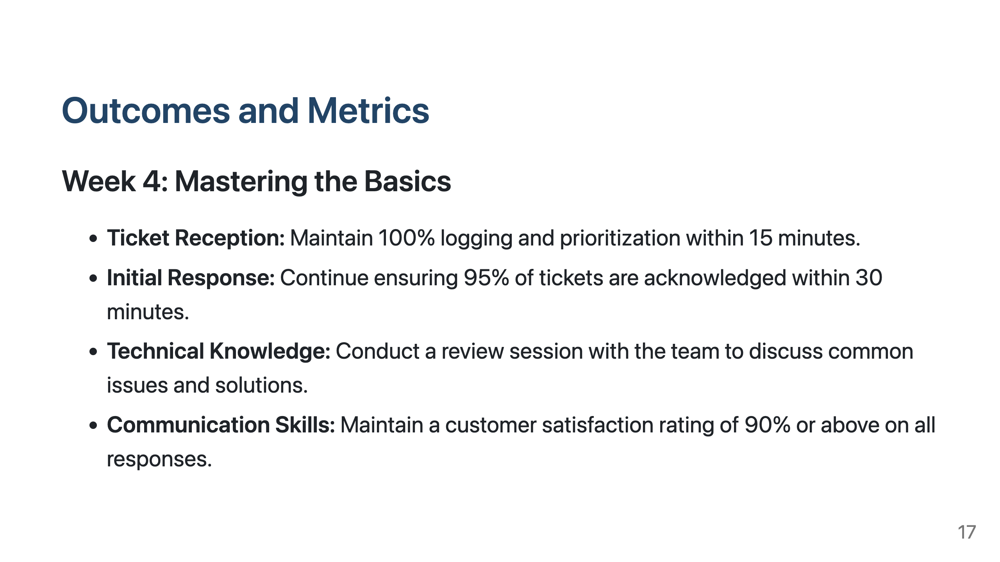 Outcomes and Metrics
Week 4: Mastering the Basics
• Ticket Reception: Maintain 100% logging and prioritization within 15 minutes.
• Initial Response: Continue ensuring 95% of tickets are acknowledged within 30
minutes.
• Technical Knowledge: Conduct a review session with the team to discuss common
issues and solutions.
• Communication Skills: Maintain a customer satisfaction rating of 90% or above on all
responses.
17